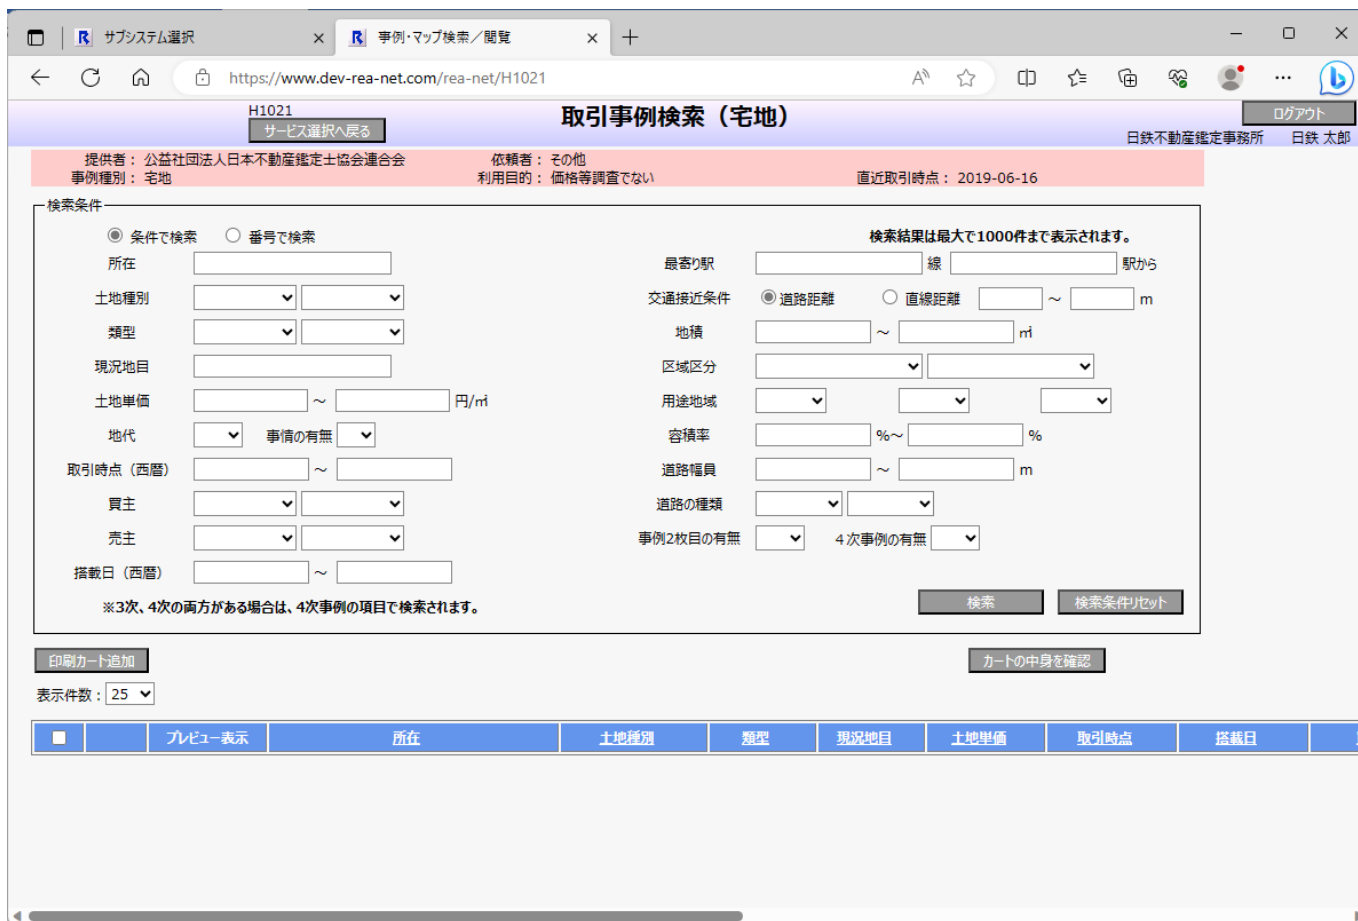 サブシステム選択
事例・マップ検索／閲覧
https://www.dev-rea-net.com/rea-net/H1021
H1021
サービス選択へ戻る
取引事例検索（宅地）
ログアウト
日鉄不動産鑑定事務所 日鉄 太郎
提供者： 公益社団法人日本不動産鑑定士協会連合会 依頼者： その他
事例種別： 宅地 利用目的： 価格等調査でない 直近取引時点： 2019-06-16
検索条件
条件で検索 番号で検索 検索結果は最大で1000件まで表示されます。
所在 最寄り駅 線 駅から
土地種別 交通接近条件 道路距離 直線距離 ～ m
類型 地積 ～ ㎡
現況地目 区域区分
土地単価 ～ 円/㎡ 用途地域
地代 事情の有無 容積率 %～ %
取引時点（西暦） ～ 道路幅員 ～ m
買主 道路の種類
売主 事例2枚目の有無 ４次事例の有無
搭載日（西暦） ～
※3次、4次の両方がある場合は、4次事例の項目で検索されます。 検索 検索条件リセット
印刷カート追加 カートの中身を確認
表示件数： 25
プレビュー表示 所在 土地種別 類型 現況地目 土地単価 取引時点 搭載日